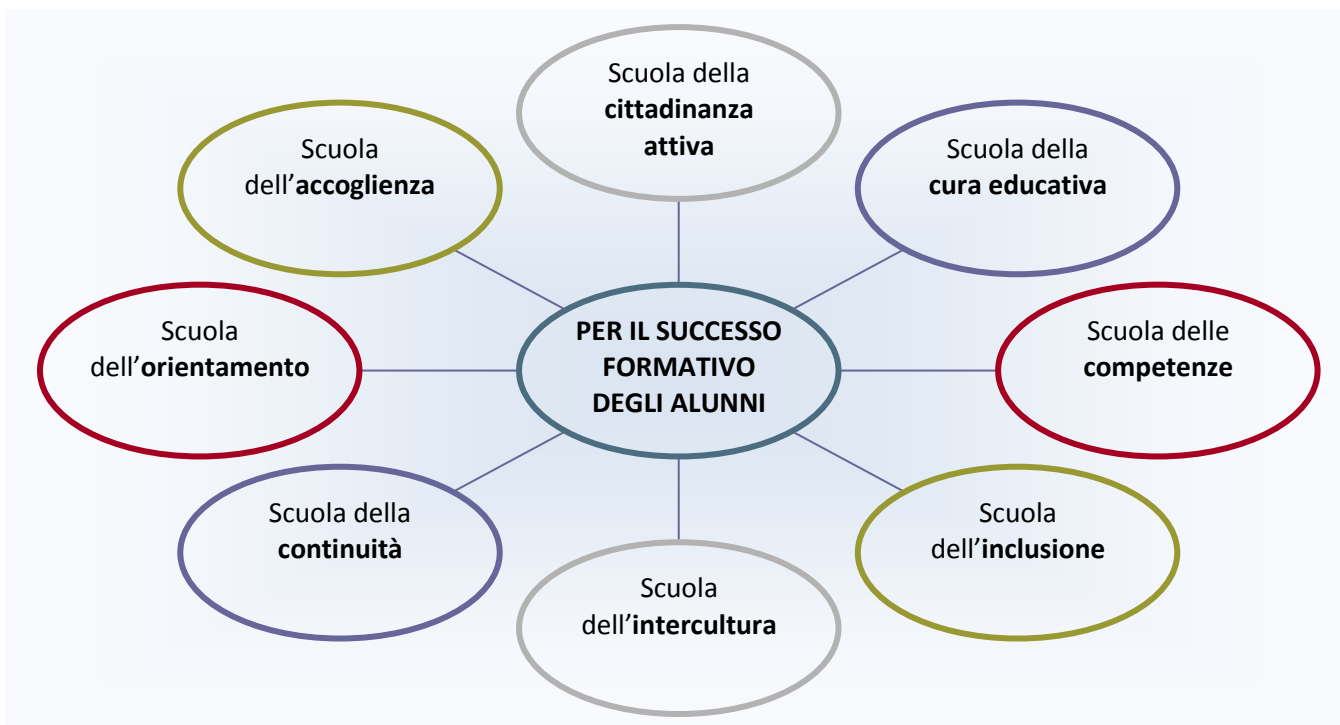 Scuola della
cittadinanza
attiva
Scuola
dell’accoglienza
Scuola della
cura educativa
Scuola
dell’orientamento
PER IL SUCCESSO
FORMATIVO
DEGLI ALUNNI
Scuola delle
competenze
Scuola della
continuità
Scuola
dell’inclusione
Scuola
dell’intercultura